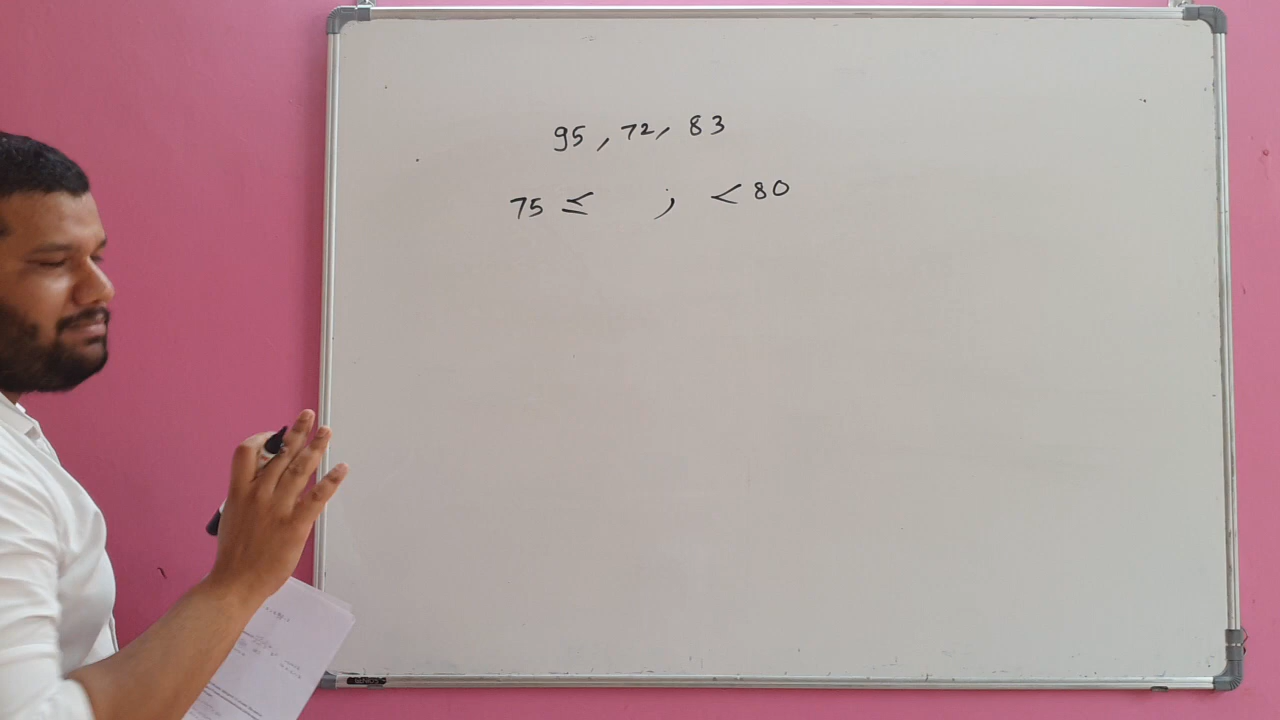 95, 72, 83
75 ≤ ; < 80